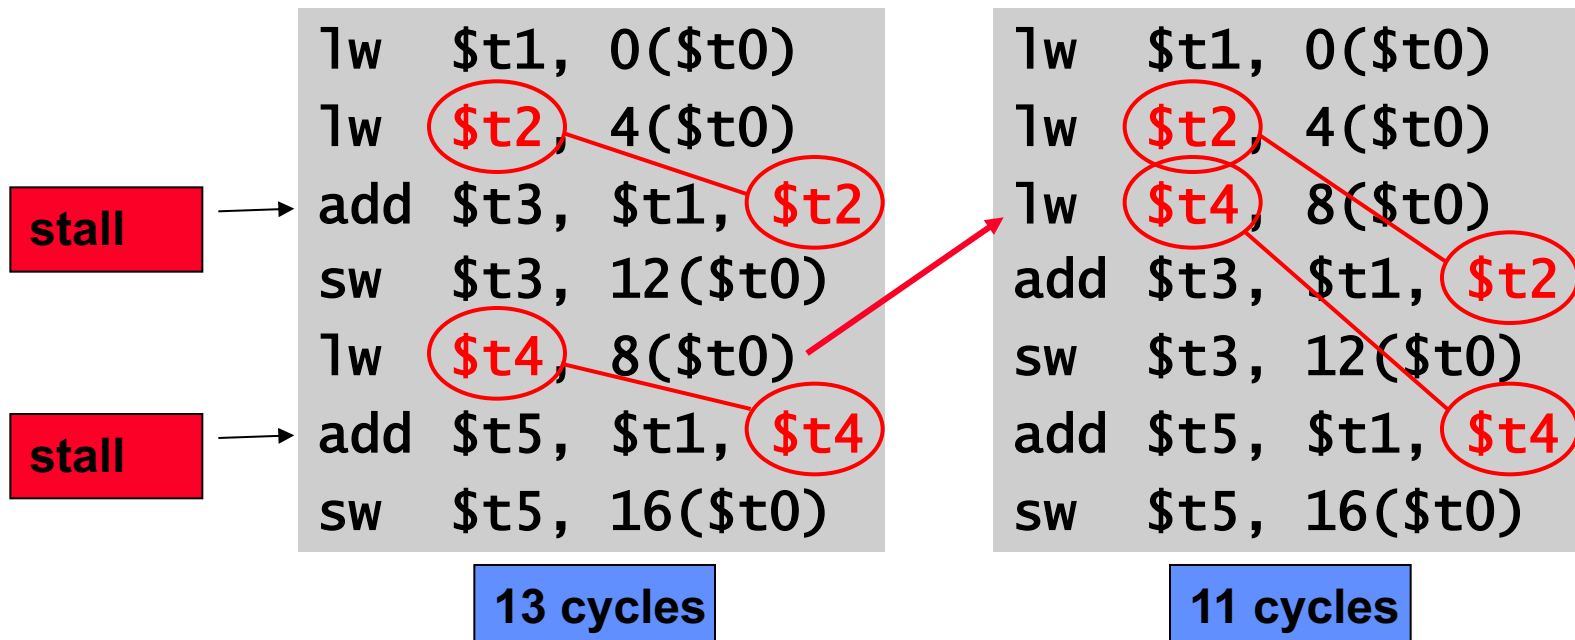 stall
stall
lw $t1, 0($t0)
lw $t2, 4($t0)
add $t3, $t1, $t2
sw $t3, 12($t0)
lw $t4, 8($t0)
add $t5, $t1, $t4
sw $t5, 16($t0)
13 cycles
lw $t1, 0($t0)
lw $t2, 4($t0)
lw $t4, 8($t0)
add $t3, $t1, $t2
sw $t3, 12($t0)
add $t5, $t1, $t4
sw $t5, 16($t0)
11 cycles